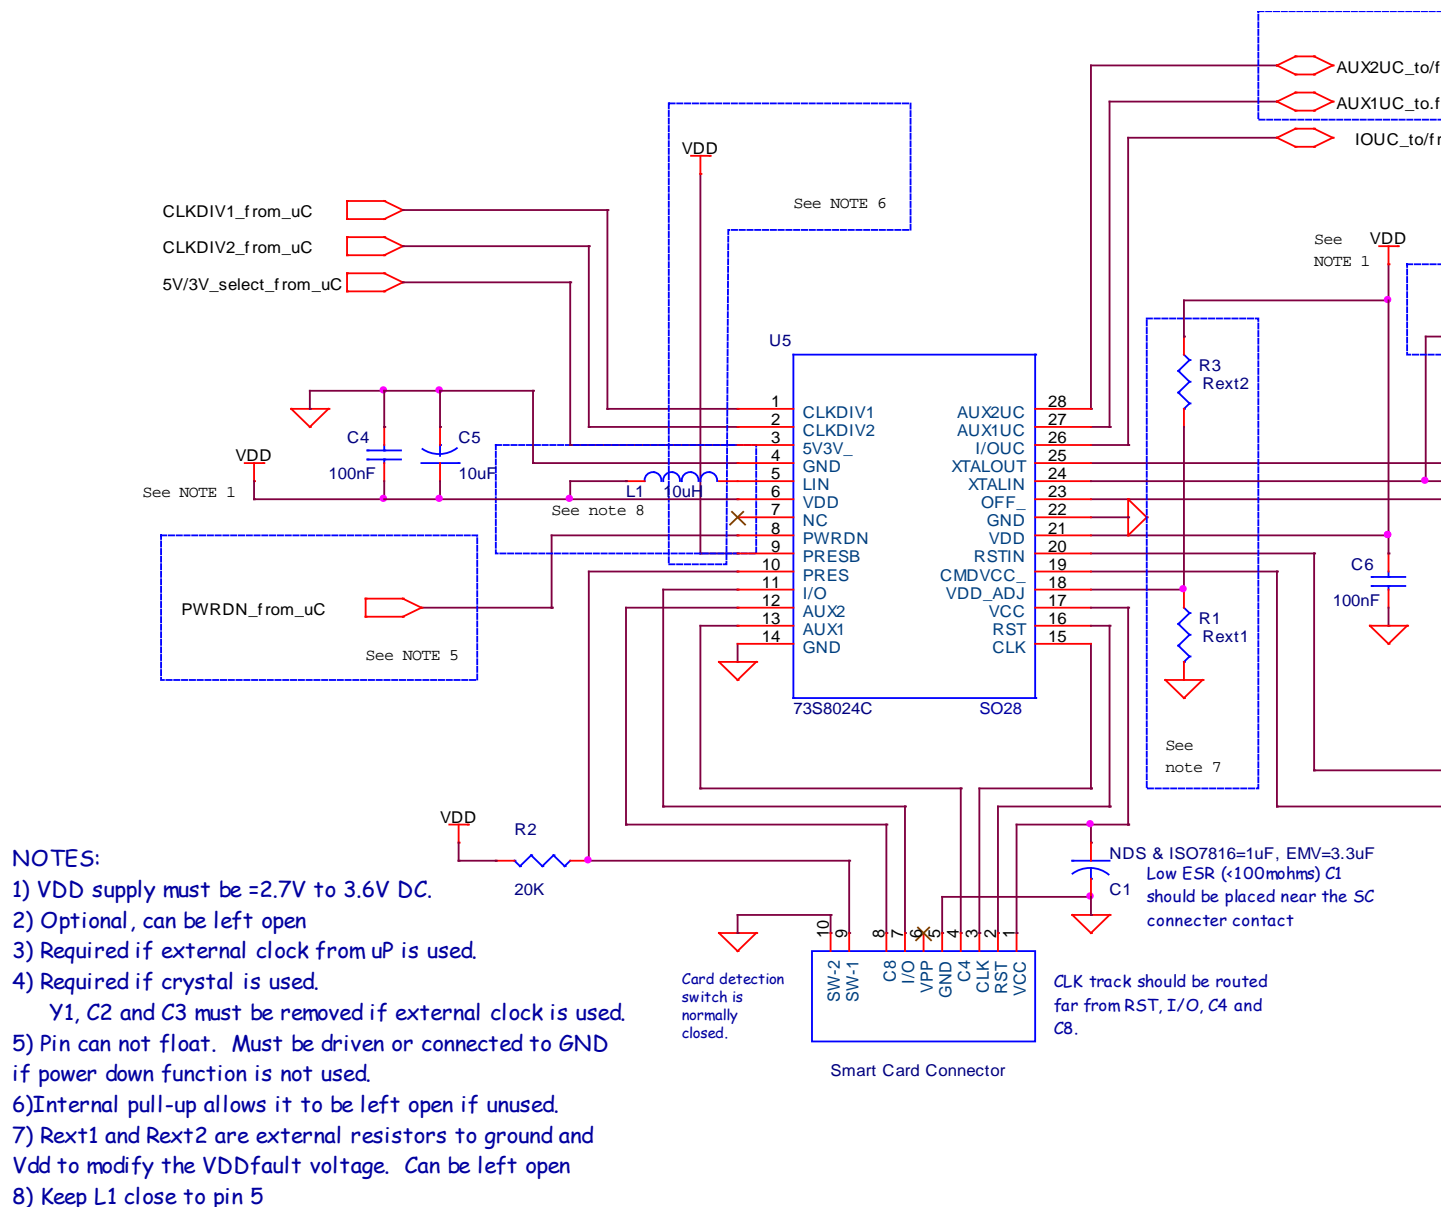 AUX2UC_to/f
AUX1UC_to.f
IOUC_to/fr
VDD
See NOTE 6
CLKDIV1_from_uC
CLKDIV2_from_uC
5V/3V_select_from_uC
See
NOTE 1
VDD
U5
R3
Rext2
1 CLKDIV1 AUX2UC 28
2 CLKDIV2 AUX1UC 27
3 5V3V_ I/OUC 26
4 GND XTALOUT 25
5 LIN XTALIN 24
6 VDD OFF_ 23
7 NC GND 22
8 PWRDN VDD 21
9 PRESB RSTIN 20
10 PRES CMDVCC_ 19
11 I/O VDD_ADJ 18
12 AUX2 VCC 17
13 AUX1 RST 16
14 GND CLK 15
73S8024C SO28
C4
100nF
C5
10uF
VDD
See NOTE 1
L1 10uH
See note 8
PWRDN_from_uC
See NOTE 5
C6
100nF
R1
Rext1
See
note 7
VDD
R2
20K
NDS & ISO7816=1uF, EMV=3.3uF
Low ESR (<100mohms) C1
should be placed near the SC
connecter contact
C1
10 9 8 7 6 5 4 3 2 1
SW-2 SW-1 C8 I/O VPP GND C4 CLK RST VCC
Card detection
switch is
normally
closed.
CLK track should be routed
far from RST, I/O, C4 and
C8.
Smart Card Connector
NOTES:
1) VDD supply must be =2.7V to 3.6V DC.
2) Optional, can be left open
3) Required if external clock from uP is used.
4) Required if crystal is used.
Y1, C2 and C3 must be removed if external clock is used.
5) Pin can not float. Must be driven or connected to GND
if power down function is not used.
6)Internal pull-up allows it to be left open if unused.
7) Rext1 and Rext2 are external resistors to ground and
Vdd to modify the VDDfault voltage. Can be left open
8) Keep L1 close to pin 5